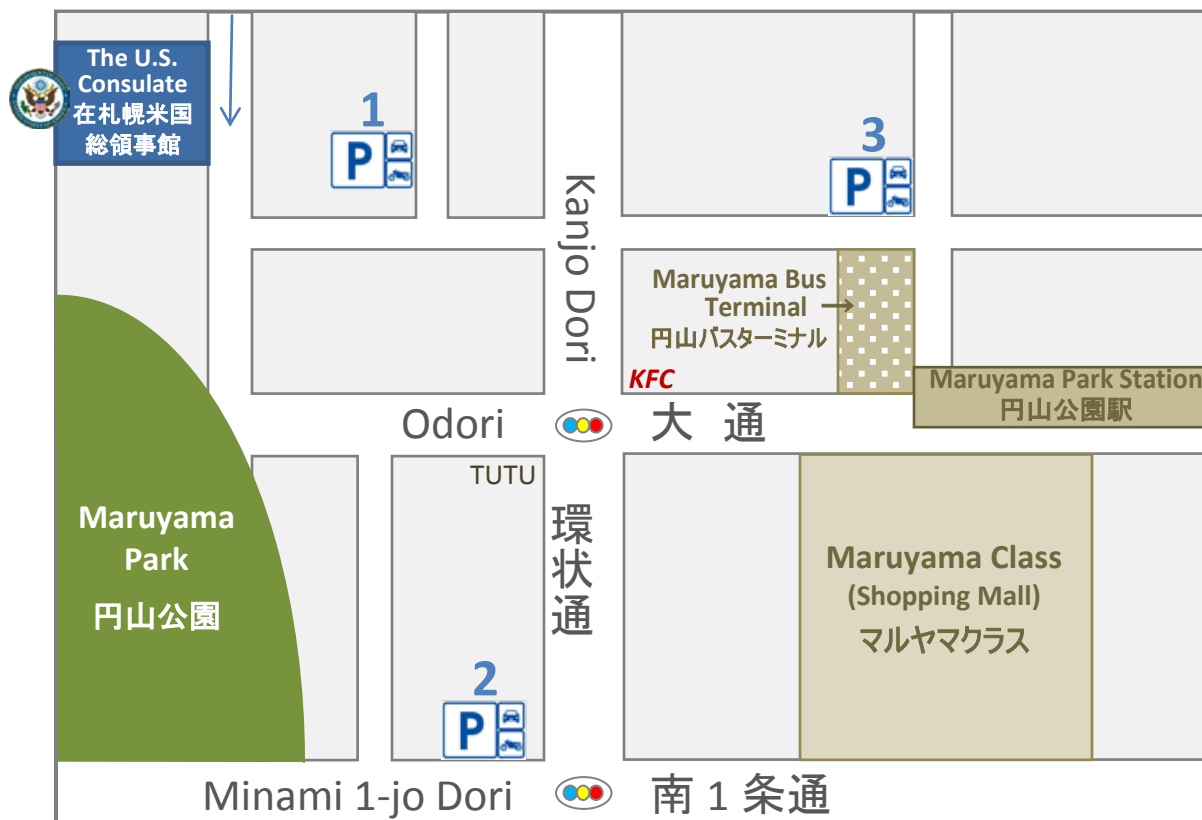 The U.S.
Consulate
在札幌米国
総領事館
1
P
3
P
Kanjo Dori
Maruyama Bus
Terminal
円山バスターミナル
KFC
Maruyama Park Station
円山公園駅
Odori
大 通
TUTU
環状通
Maruyama
Park
円山公園
Maruyama Class
(Shopping Mall)
マルヤマクラス
2
P
Minami 1-jo Dori
南 1 条通